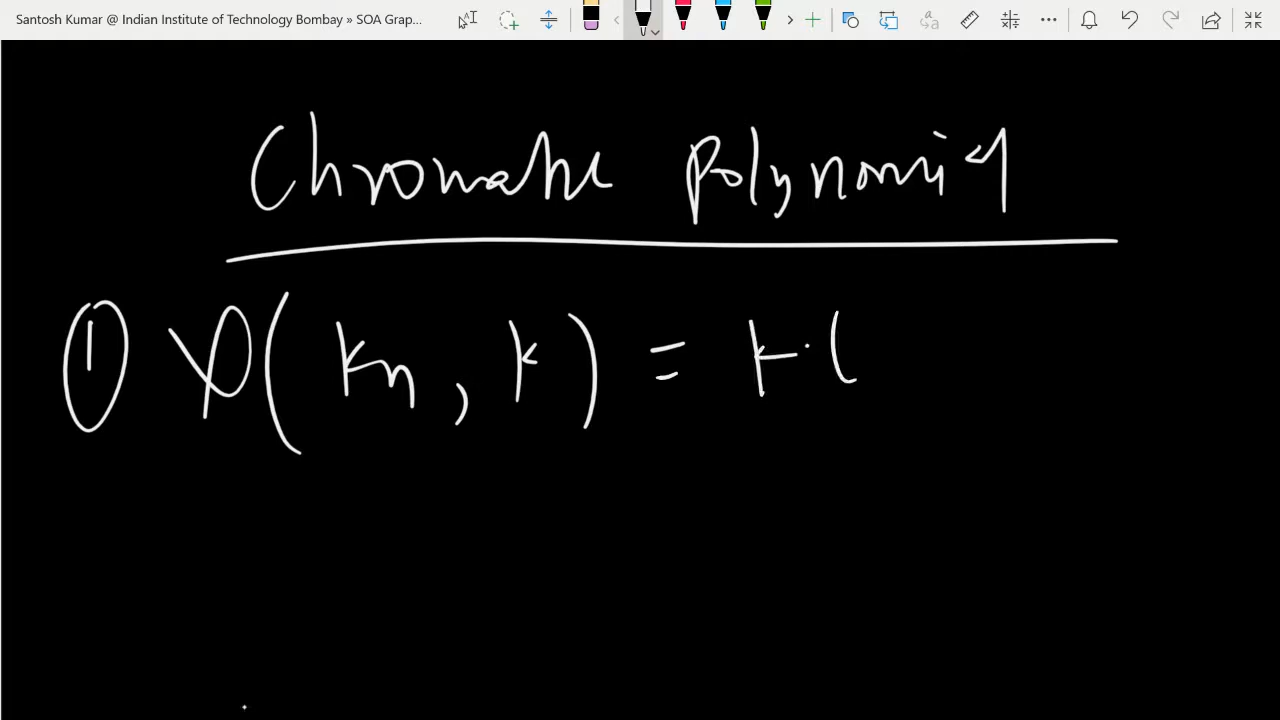 Santosh Kumar @ Indian Institute of Technology Bombay » SOA Grap...
Chromatic Polynomial
① 𝒳(Kn, k) = k·(